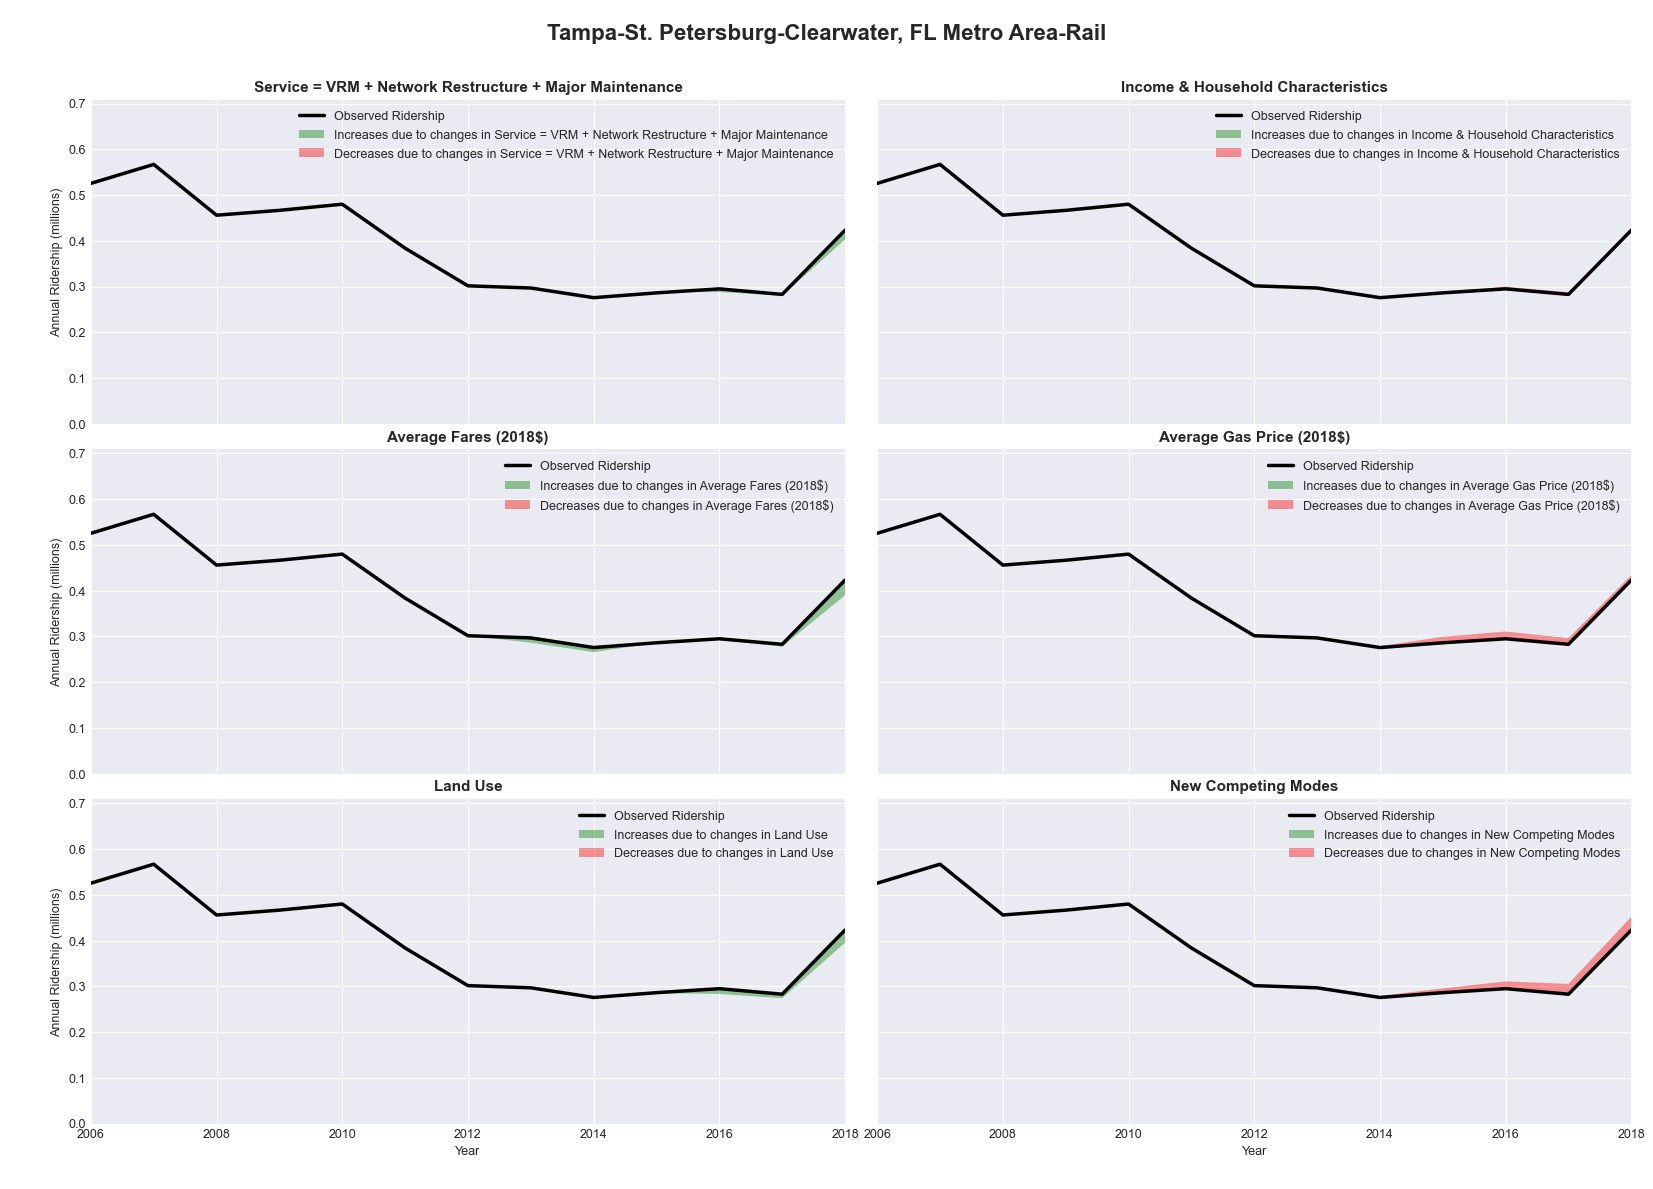 Tampa-St. Petersburg-Clearwater, FL Metro Area-Rail
Service = VRM + Network Restructure + Major Maintenance
Observed Ridership
Increases due to changes in Service = VRM + Network Restructure + Major Maintenance
Decreases due to changes in Service = VRM + Network Restructure + Major Maintenance
0.7
0.6
0.5
0.4
0.3
0.2
0.1
0.0
Annual Ridership (millions)
Income & Household Characteristics
Observed Ridership
Increases due to changes in Income & Household Characteristics
Decreases due to changes in Income & Household Characteristics
Average Fares (2018$)
Observed Ridership
Increases due to changes in Average Fares (2018$)
Decreases due to changes in Average Fares (2018$)
0.7
0.6
0.5
0.4
0.3
0.2
0.1
0.0
Annual Ridership (millions)
Average Gas Price (2018$)
Observed Ridership
Increases due to changes in Average Gas Price (2018$)
Decreases due to changes in Average Gas Price (2018$)
Land Use
Observed Ridership
Increases due to changes in Land Use
Decreases due to changes in Land Use
0.7
0.6
0.5
0.4
0.3
0.2
0.1
0.0
Annual Ridership (millions)
2006 2008 2010 2012 2014 2016 2018
Year
New Competing Modes
Observed Ridership
Increases due to changes in New Competing Modes
Decreases due to changes in New Competing Modes
2006 2008 2010 2012 2014 2016 2018
Year